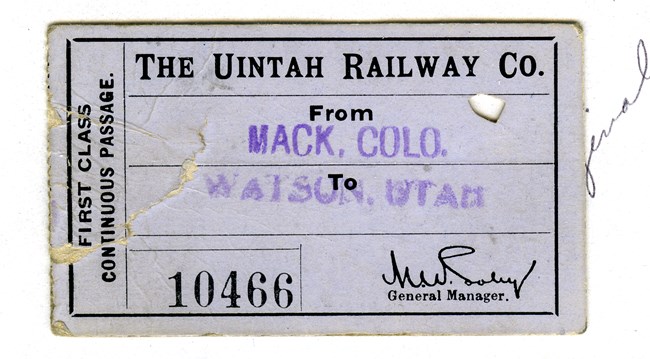 THE UINTAH RAILWAY CO.
From
MACK, COLO.
To
WATSON, UTAH
FIRST CLASS
CONTINUOUS PASSAGE.
10466
General Manager.